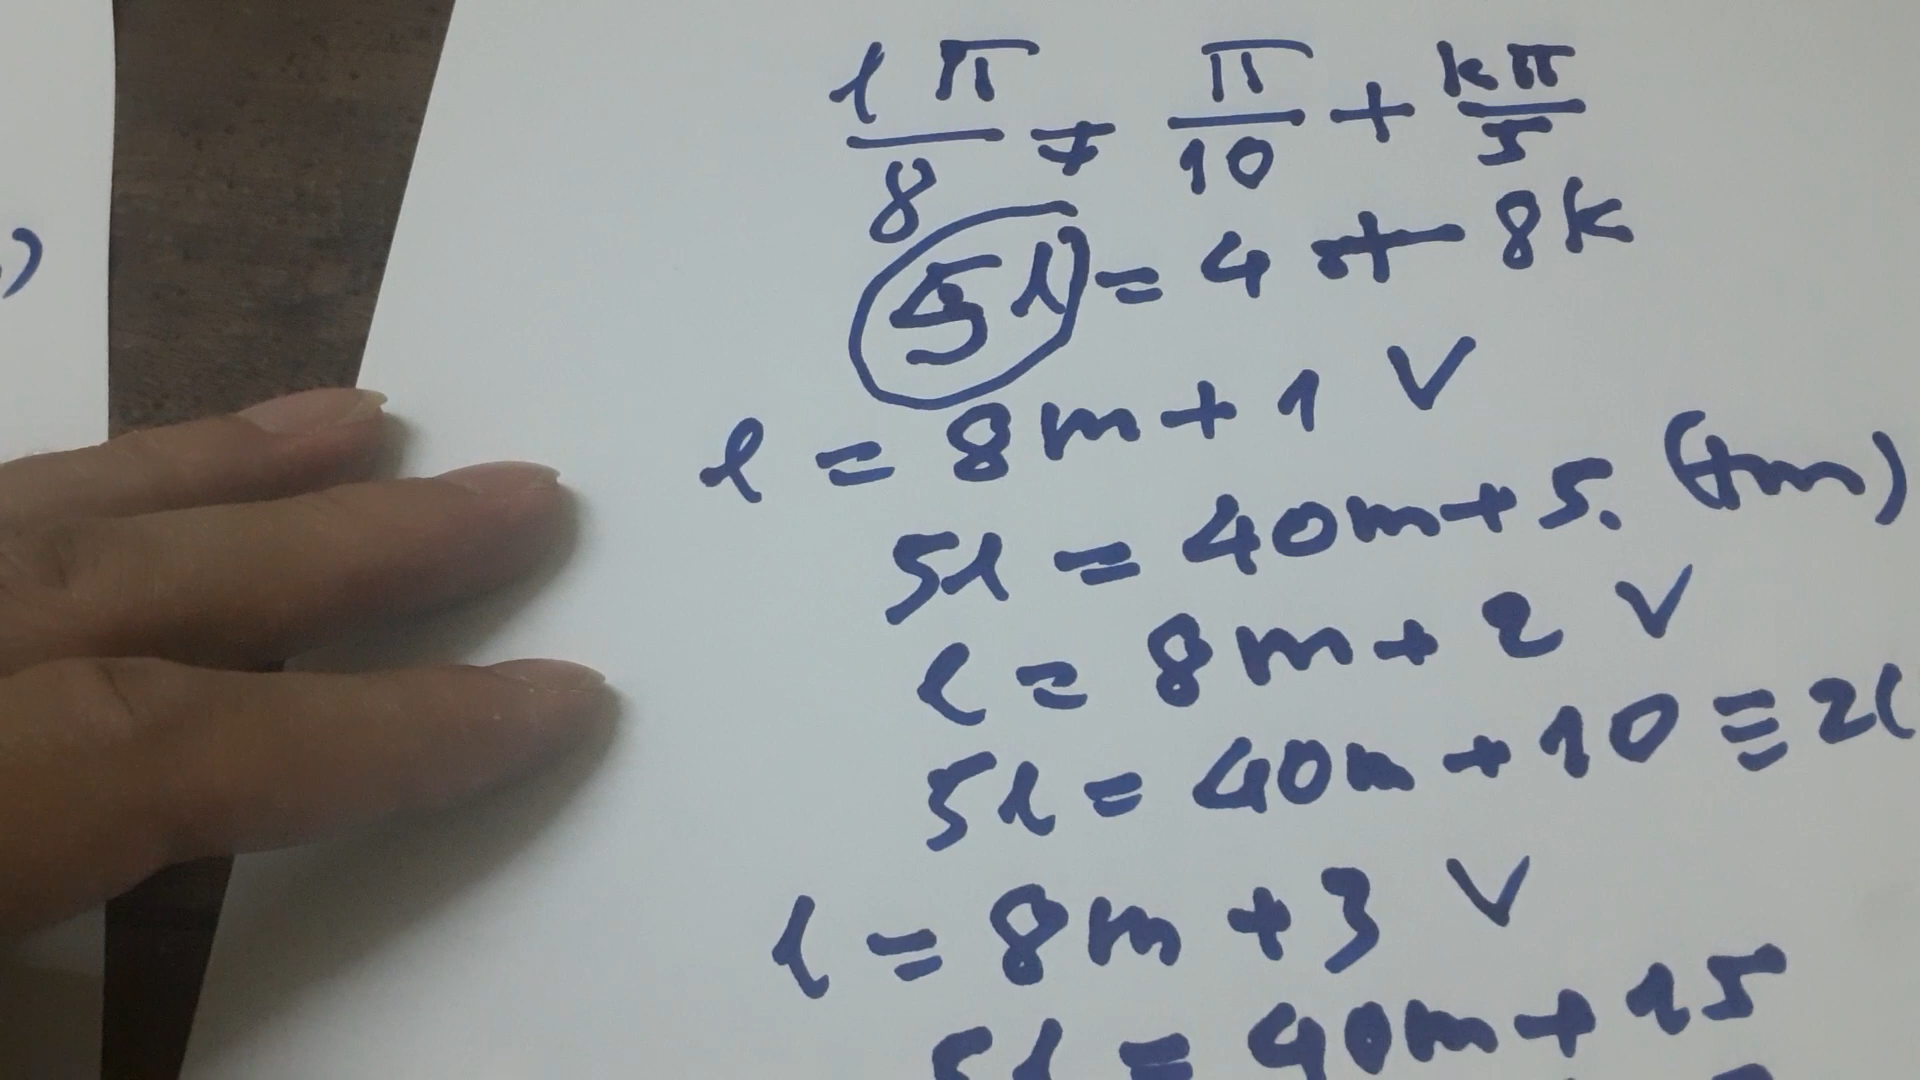 lπ/8 ≠ π/10 + kπ/5
5l = 4 + 8k
l = 8m + 1 ✓
5l = 40m + 5. (tm)
l = 8m + 2 ✓
5l = 40m + 10 ≡ 2(
l = 8m + 3 ✓
5l = 40m + 15